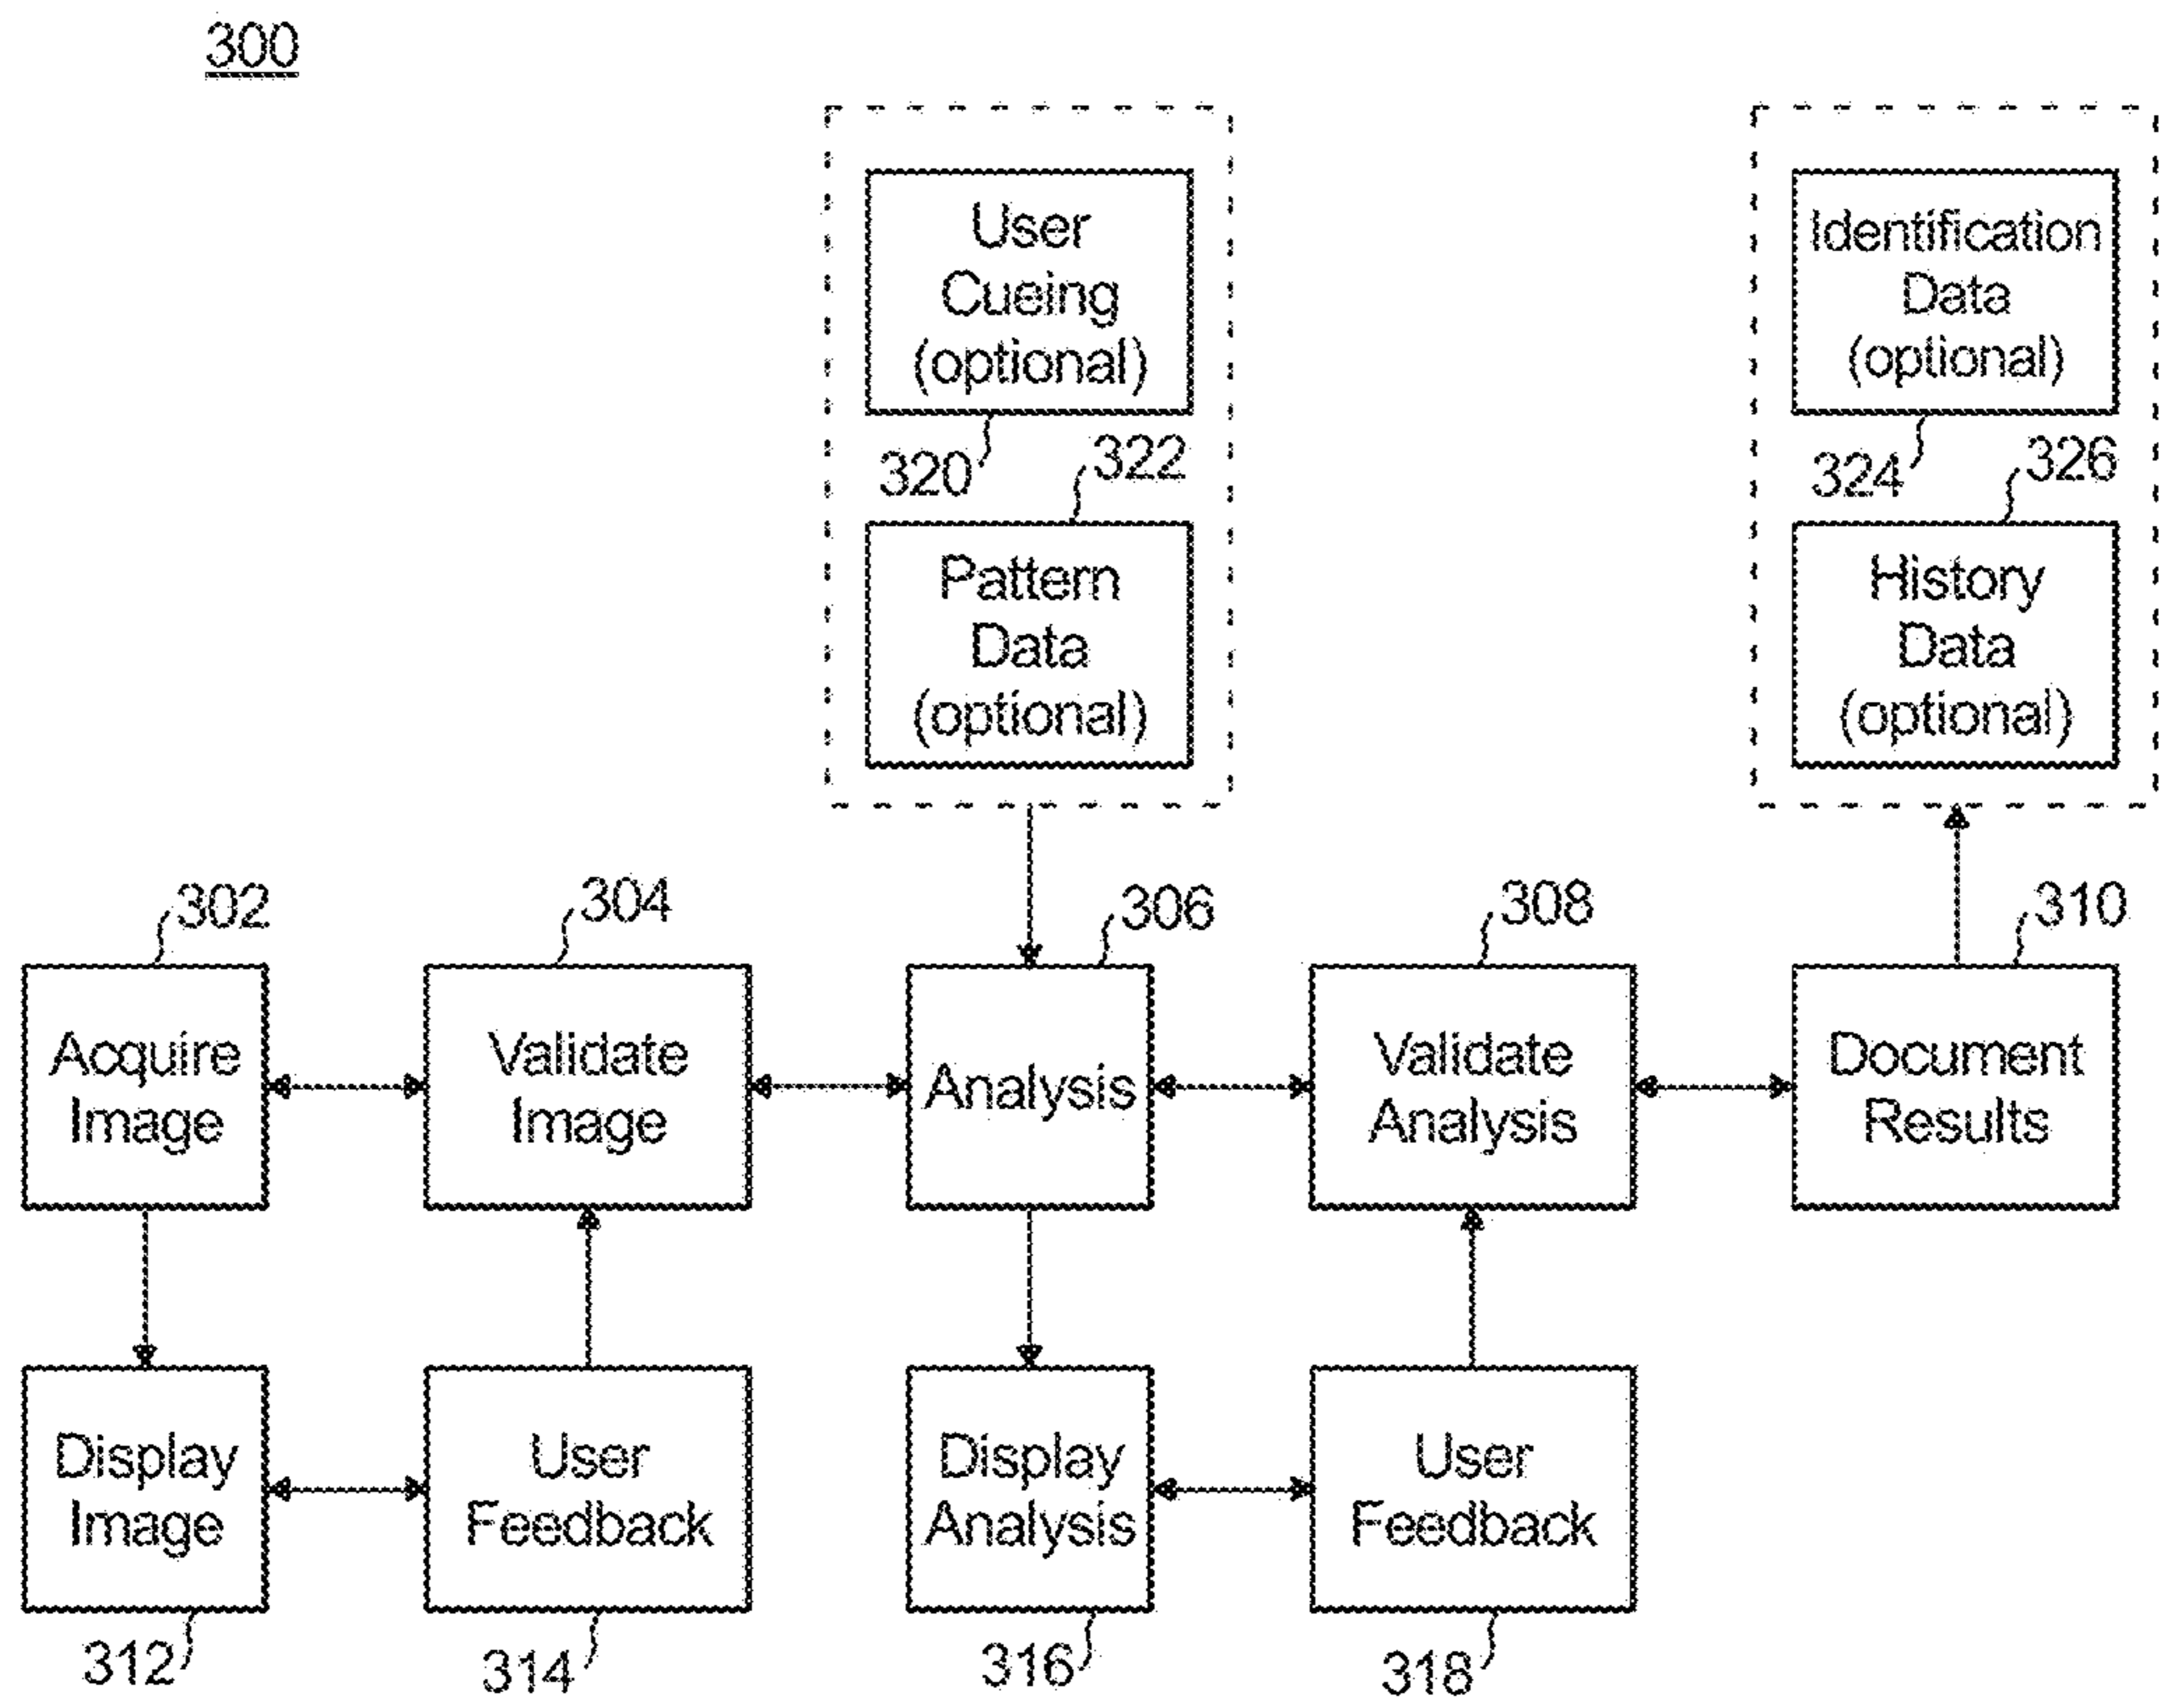 300
User
Cueing
(optional)
320
322
Pattern
Data
(optional)
Identification
Data
(optional)
324
326
History
Data
(optional)
302
304
306
308
310
Acquire
Image
Validate
Image
Analysis
Validate
Analysis
Document
Results
Display
Image
User
Feedback
Display
Analysis
User
Feedback
312
314
316
318